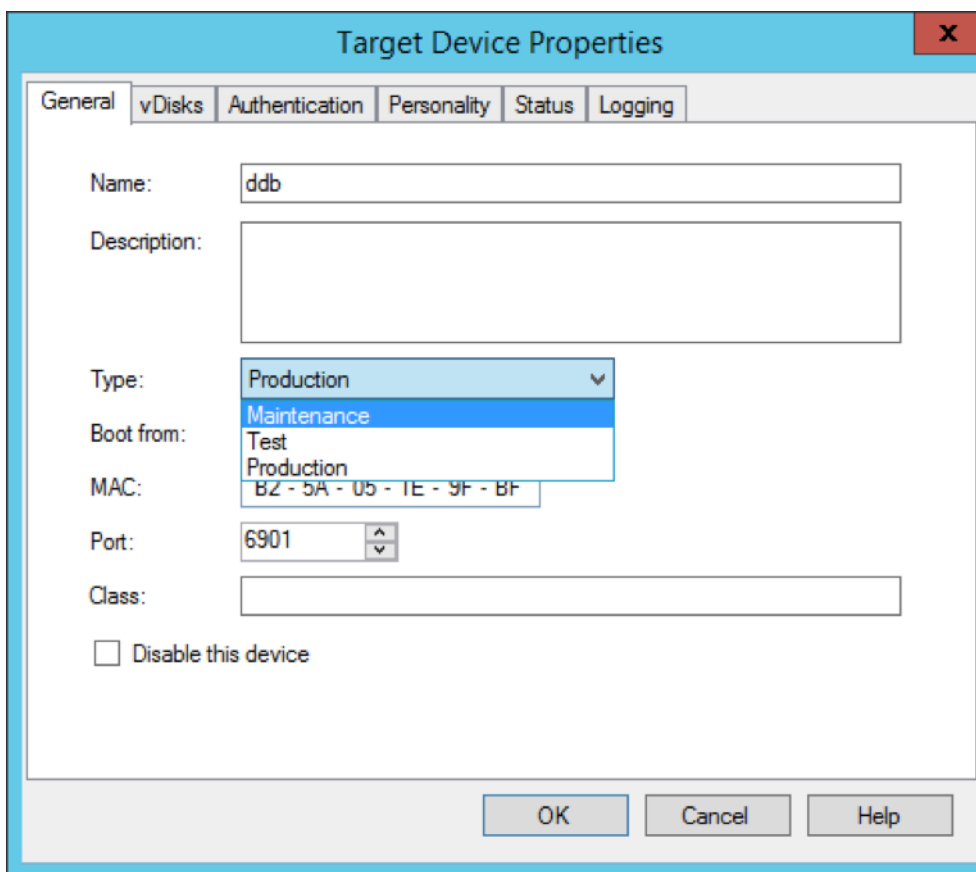 Target Device Properties
x
General vDisks Authentication Personality Status Logging
Name: ddb
Description:
Type: Production
Maintenance
Boot from:
Test
Production
MAC: B2 - 5A - 05 - 1E - 9F - BF
Port: 6901
Class:
Disable this device
OK Cancel Help